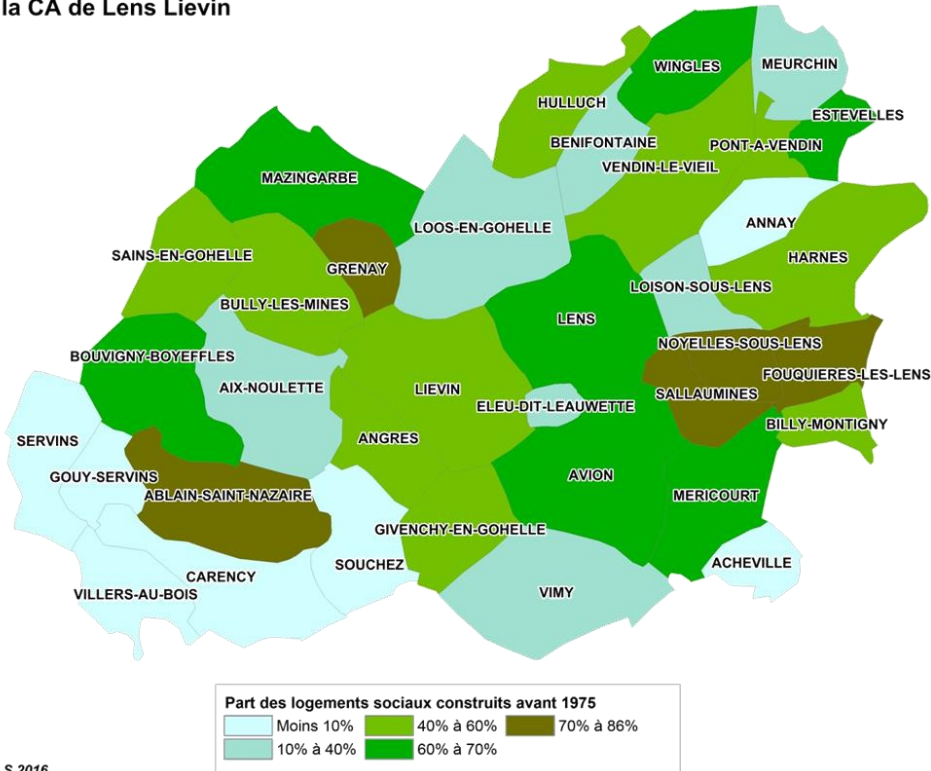 la CA de Lens Lievin
WINGLES
MEURCHIN
HULLUCH
ESTEVELLES
BENIFONTAINE
PONT-A-VENDIN
VENDIN-LE-VIEIL
MAZINGARBE
ANNAY
LOOS-EN-GOHELLE
SAINS-EN-GOHELLE
HARNES
GRENAY
LOISON-SOUS-LENS
BULLY-LES-MINES
LENS
NOYELLES-SOUS-LENS
BOUVIGNY-BOYEFFLES
FOUQUIERES-LES-LENS
AIX-NOULETTE
LIEVIN
SALLAUMINES
ELEU-DIT-LEAUWETTE
BILLY-MONTIGNY
ANGRES
SERVINS
GOUY-SERVINS
AVION
ABLAIN-SAINT-NAZAIRE
MERICOURT
GIVENCHY-EN-GOHELLE
SOUCHEZ
ACHEVILLE
CARENCY
VILLERS-AU-BOIS
VIMY
Part des logements sociaux construits avant 1975
Moins 10% 40% à 60% 70% à 86%
10% à 40% 60% à 70%
S 2016